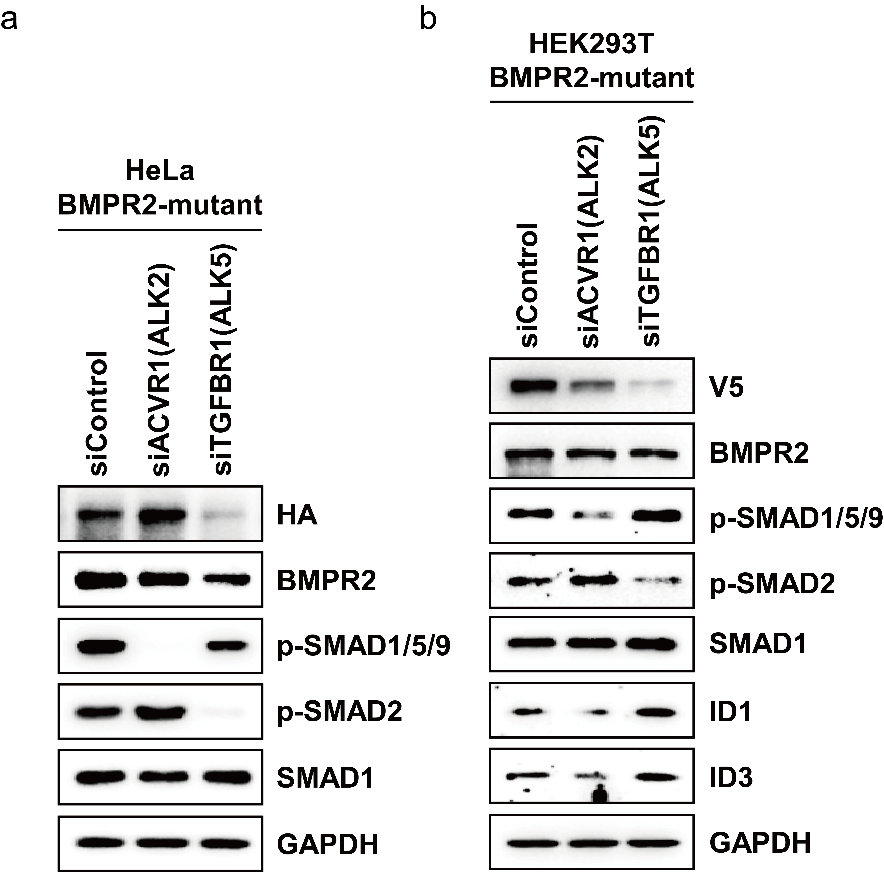 a
HeLa
BMPR2-mutant
siControl
siACVR1(ALK2)
siTGFBR1(ALK5)
HA
BMPR2
p-SMAD1/5/9
p-SMAD2
SMAD1
GAPDH
b
HEK293T
BMPR2-mutant
siControl
siACVR1(ALK2)
siTGFBR1(ALK5)
V5
BMPR2
p-SMAD1/5/9
p-SMAD2
SMAD1
ID1
ID3
GAPDH